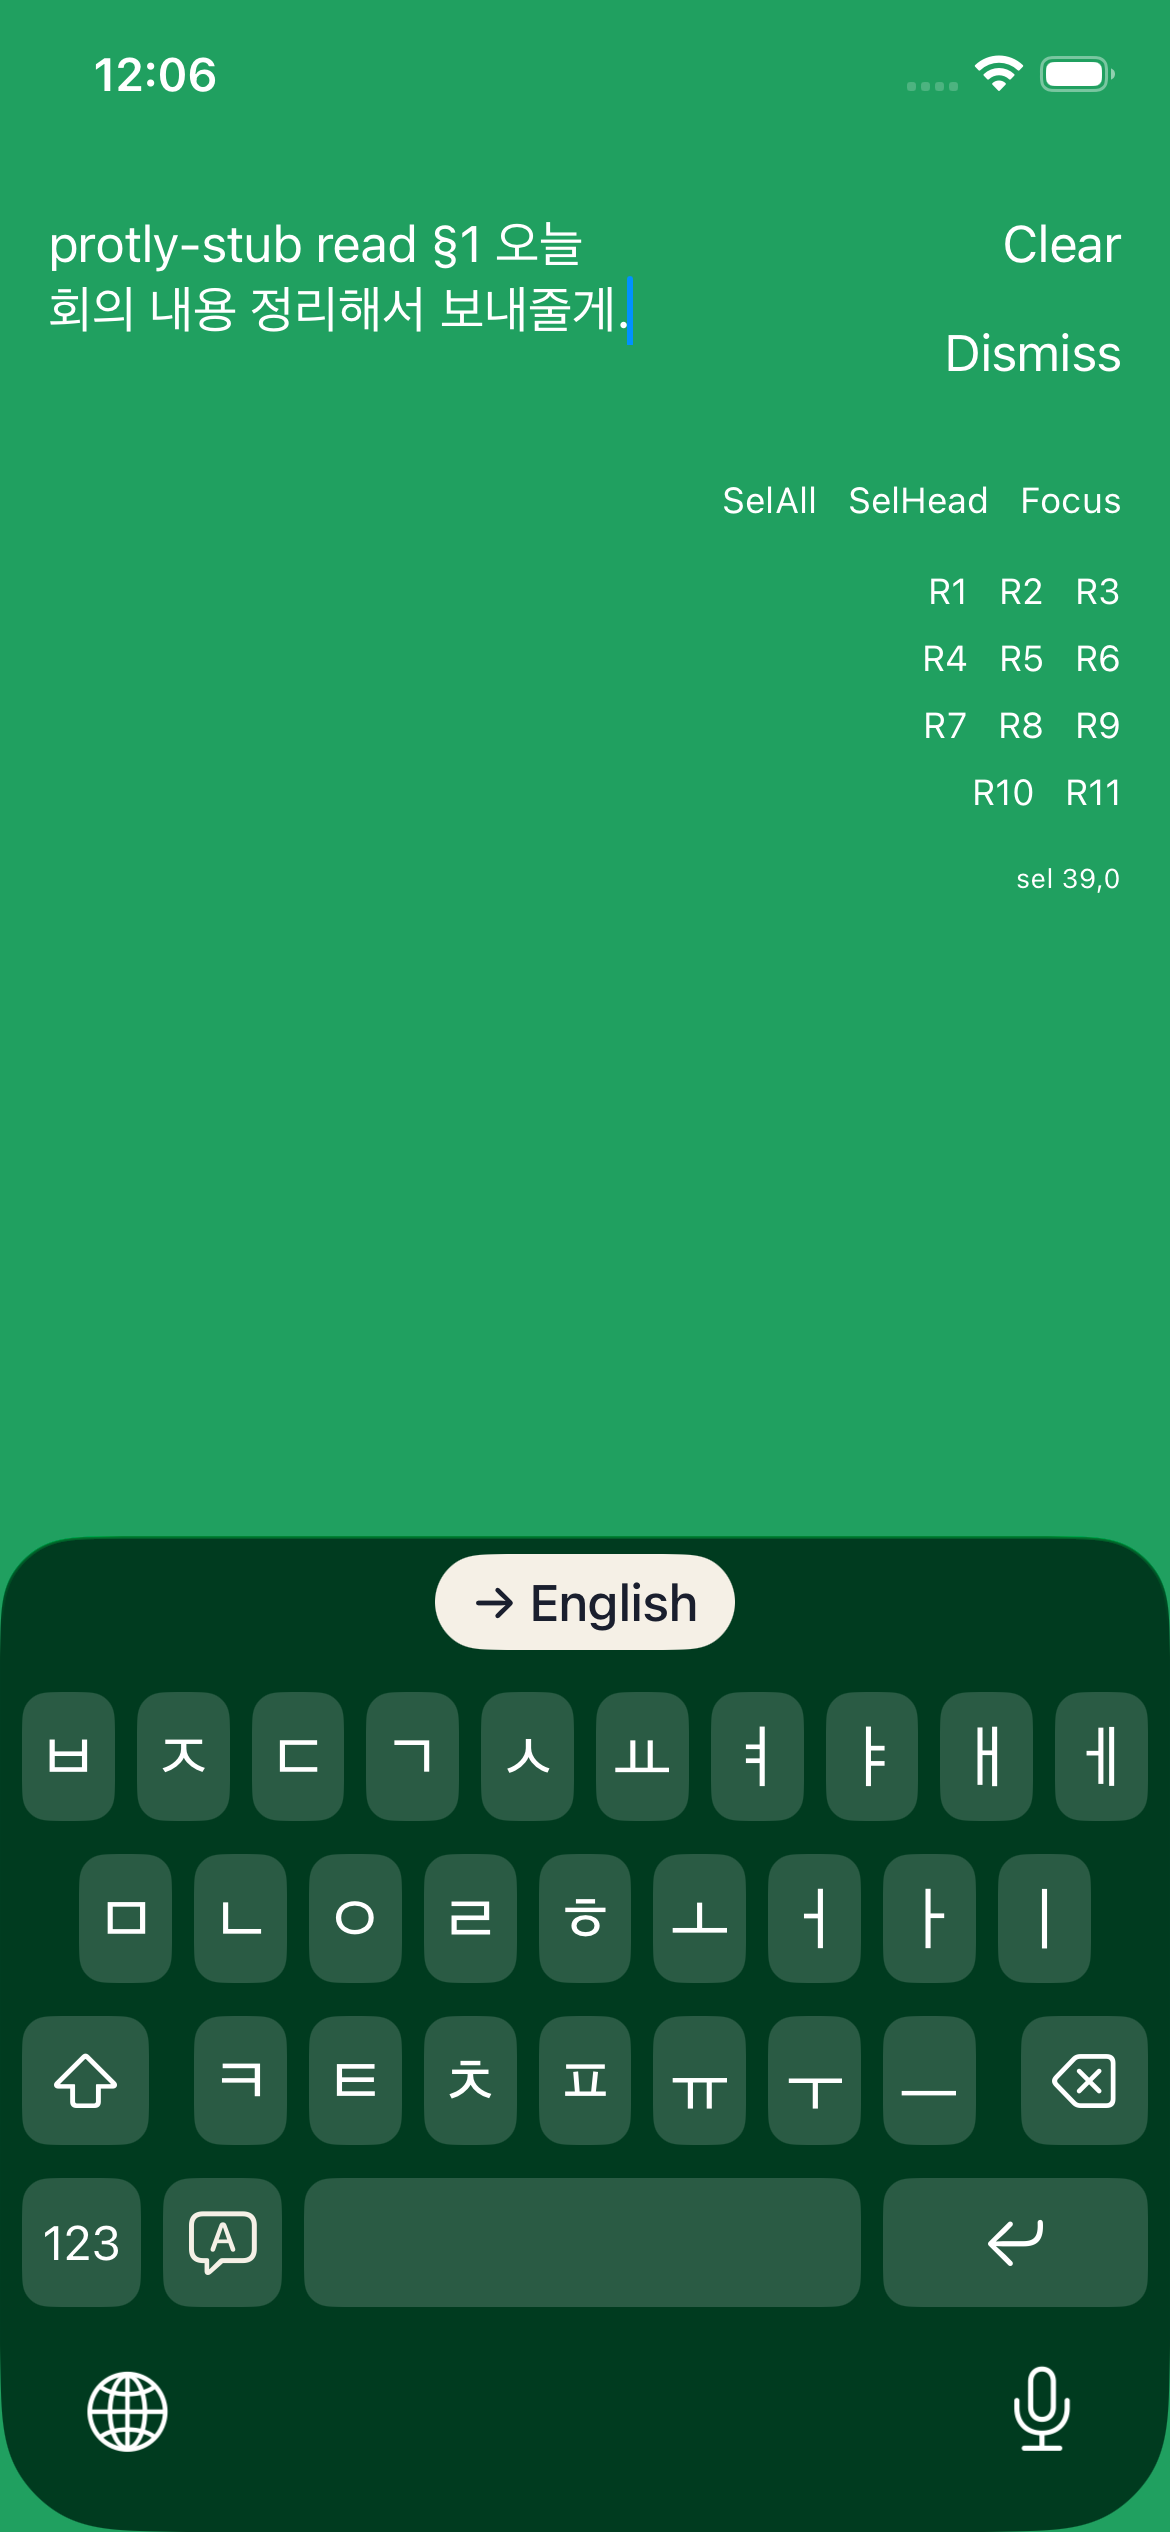 12:06
protly-stub read §1 오늘
회의 내용 정리해서 보내줄게.
Clear
Dismiss
SelAll SelHead Focus
R1 R2 R3
R4 R5 R6
R7 R8 R9
R10 R11
sel 39,0
→ English
ㅂ ㅈ ㄷ ㄱ ㅅ ㅛ ㅕ ㅑ ㅐ ㅔ
ㅁ ㄴ ㅇ ㄹ ㅎ ㅗ ㅓ ㅏ ㅣ
ㅋ ㅌ ㅊ ㅍ ㅠ ㅜ ㅡ
123 A